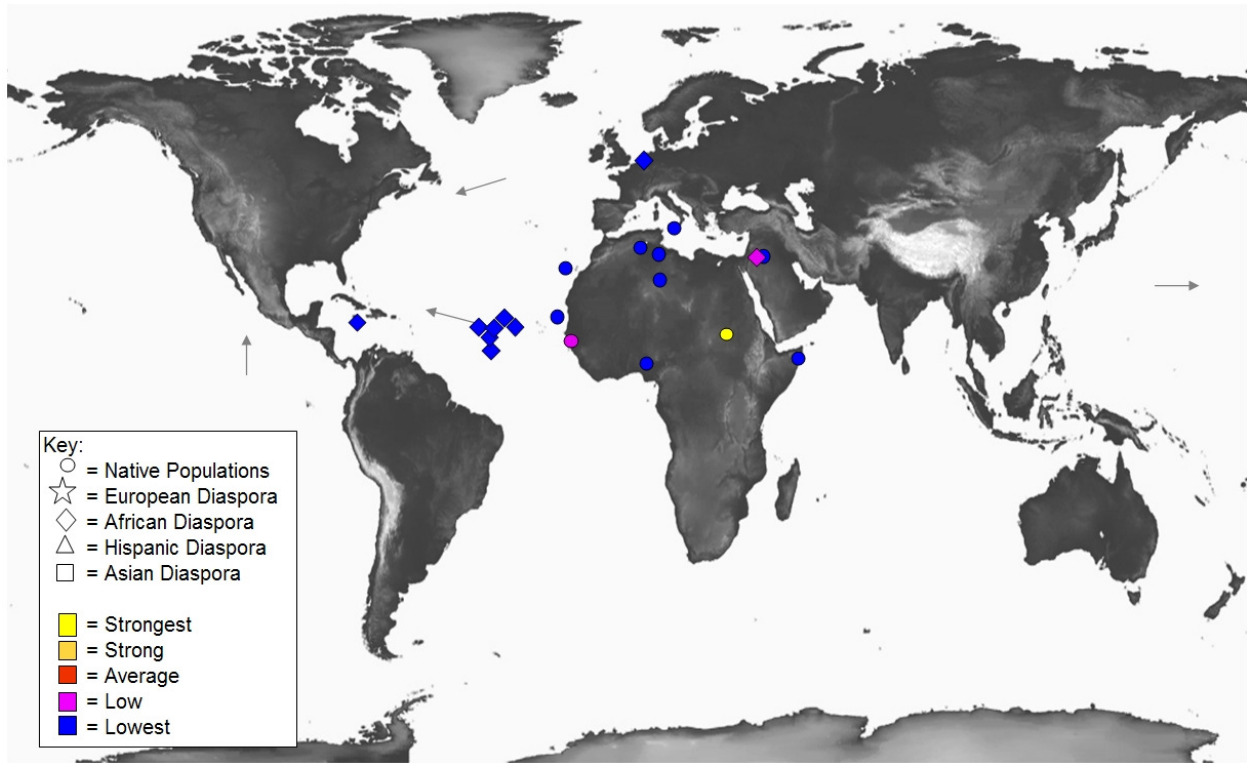 Key:
= Native Populations
= European Diaspora
= African Diaspora
= Hispanic Diaspora
= Asian Diaspora
= Strongest
= Strong
= Average
= Low
= Lowest